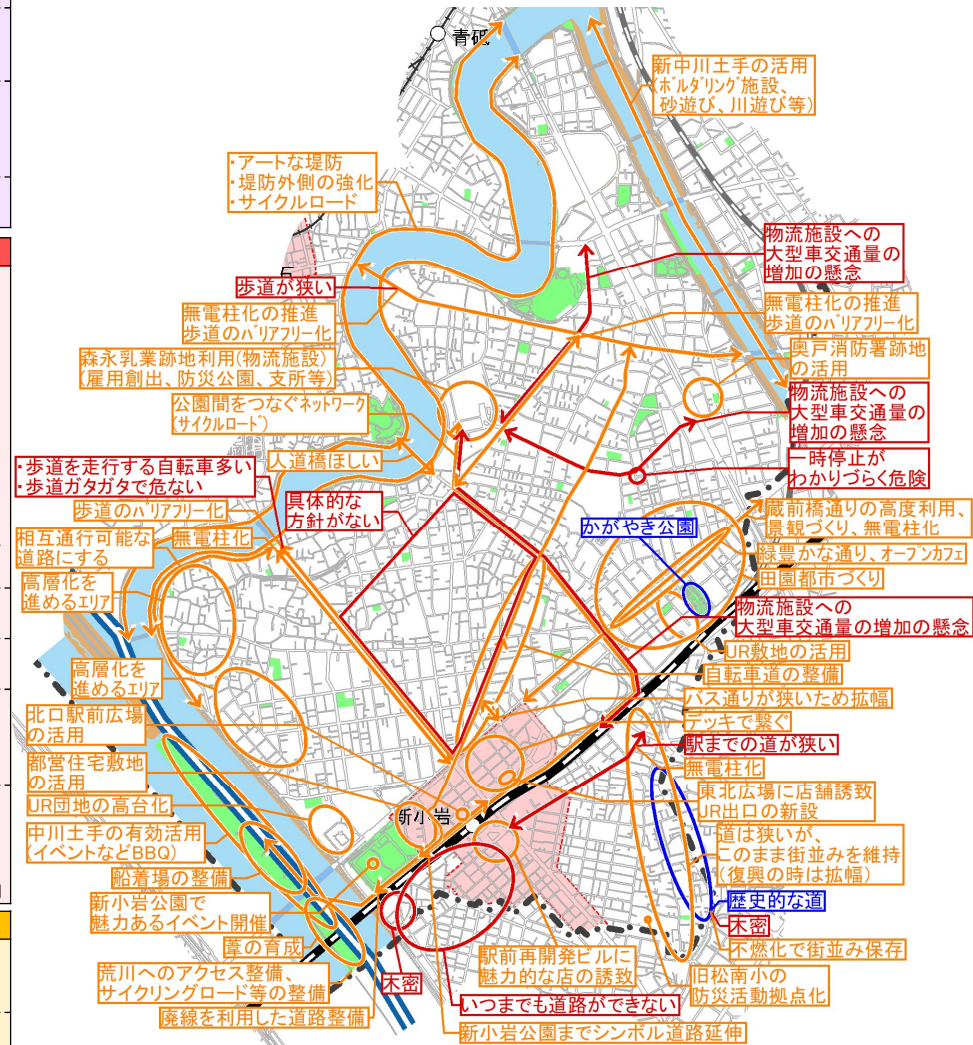 青砥
新中川土手の活用
(ボルダリング施設、
砂遊び、川遊び等)
・アートな堤防
・堤防外側の強化
・サイクルロード
物流施設への
大型車交通量の
増加の懸念
歩道が狭い
無電柱化の推進
歩道のバリアフリー化
無電柱化の推進
歩道のバリアフリー化
奥戸消防署跡地
の活用
森永乳業跡地利用(物流施設)
(雇用創出、防災公園、支所等)
物流施設への
大型車交通量の
増加の懸念
公園間をつなぐネットワーク
(サイクルロード)
人道橋ほしい
一時停止が
わかりづらく危険
・歩道を走行する自転車多い
・歩道ガタガタで危ない
具体的な
方針がない
歩道のバリアフリー化
かがやき公園
蔵前橋通りの高度利用、
景観づくり、無電柱化
相互通行可能な
道路にする
無電柱化
緑豊かな通り、オープンカフェ
田園都市づくり
高層化を
進めるエリア
物流施設への
大型車交通量の増加の懸念
UR敷地の活用
高層化を
進めるエリア
自転車道の整備
バス通りが狭いため拡幅
北口駅前広場
の活用
デッキで繋ぐ
駅までの道が狭い
都営住宅敷地
の活用
無電柱化
東北広場に店舗誘致
JR出口の新設
UR団地の高台化
新小岩
中川土手の有効活用
(イベントなどBBQ)
道は狭いが、
このまま街並みを維持
(復興の時は拡幅)
船着場の整備
歴史的な道
新小岩公園で
魅力あるイベント開催
木密
葦の育成
不燃化で街並み保存
駅前再開発ビルに
魅力的な店の誘致
荒川へのアクセス整備、
サイクリングロード等の整備
木密
旧松南小の
防災活動拠点化
いつまでも道路ができない
廃線を利用した道路整備
新小岩公園までシンボル道路延伸